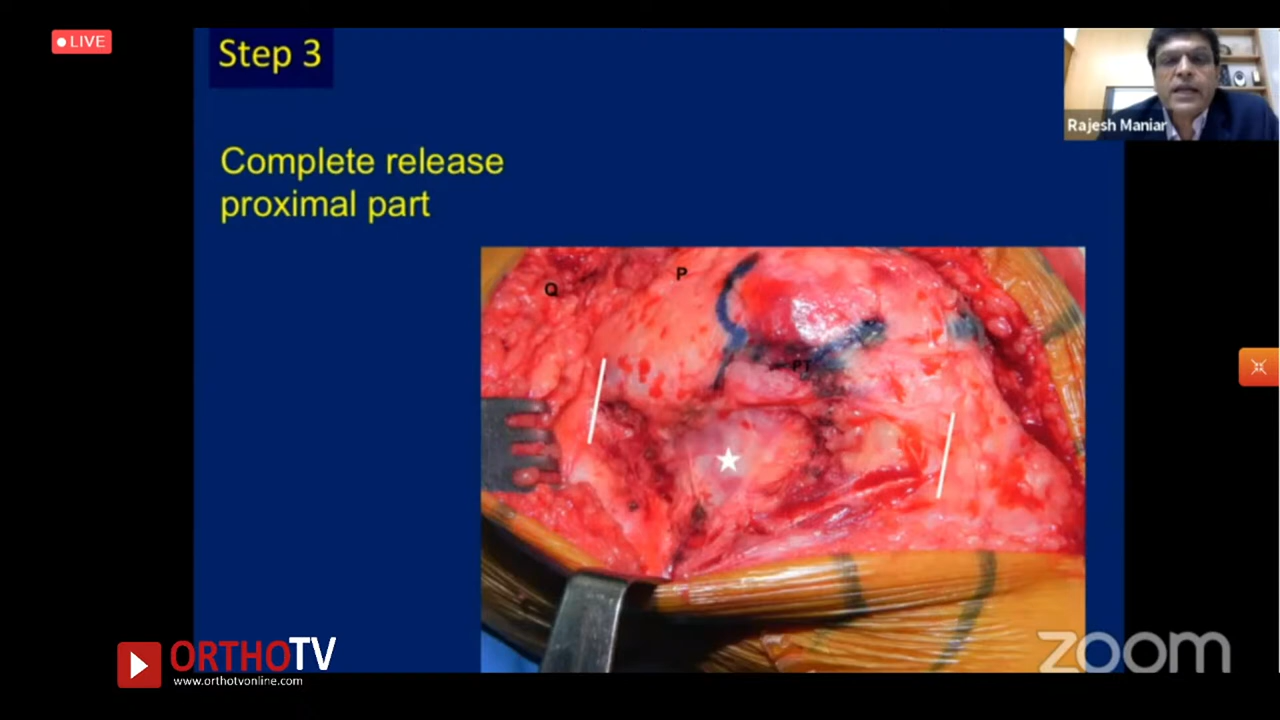 LIVE
Step 3
Rajesh Maniar
Complete release
proximal part
Q
P
PT
ORTHOTV
www.orthotvonline.com
zoom